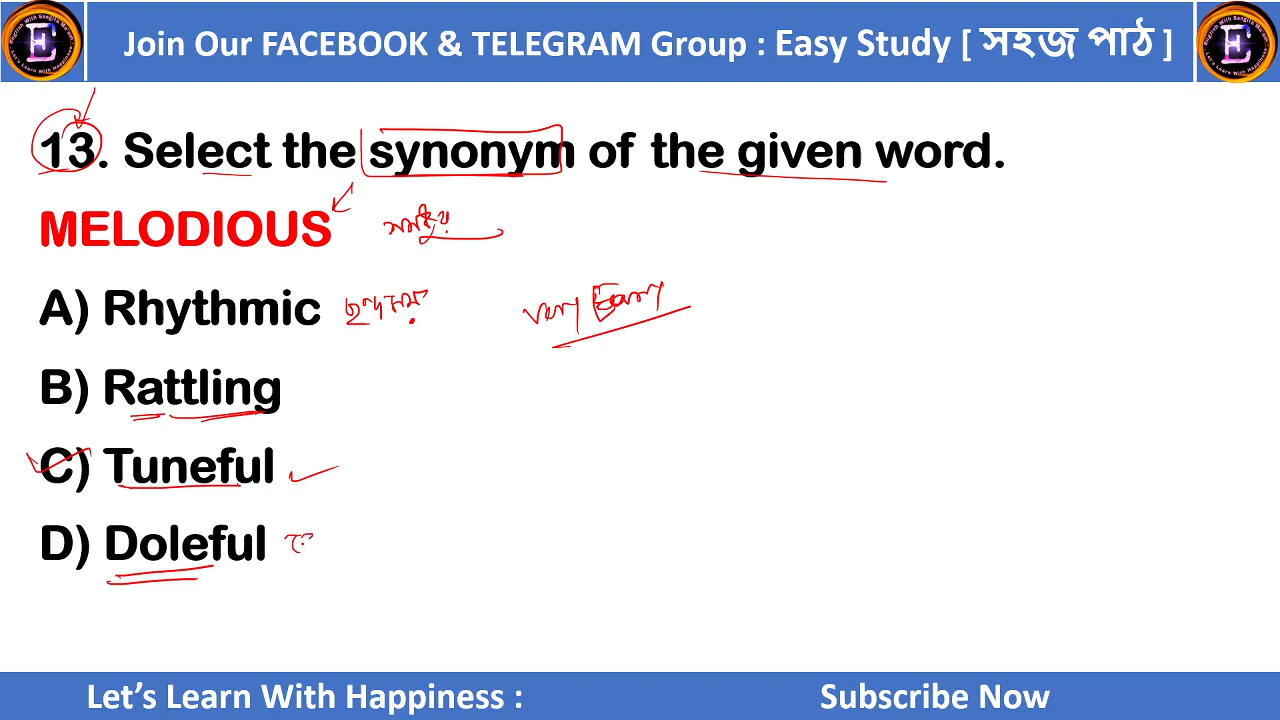 Join Our FACEBOOK & TELEGRAM Group : Easy Study [ সহজ পাঠ ]
13. Select the synonym of the given word.
MELODIOUS
A) Rhythmic
very Easy
B) Rattling
C) Tuneful
D) Doleful
Let's Learn With Happiness :
Subscribe Now